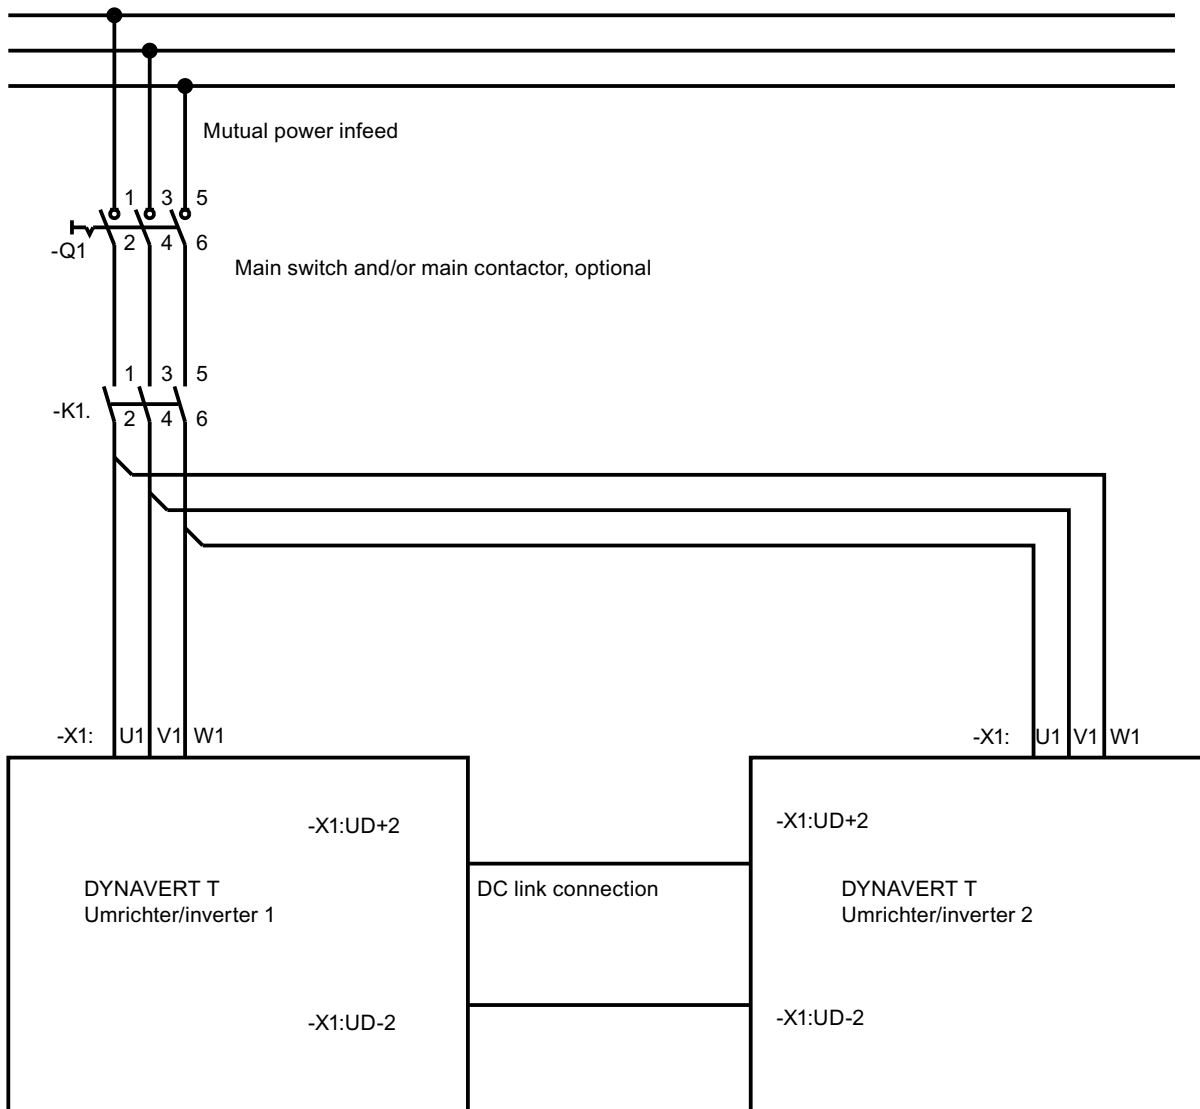 Mutual power infeed
1 3 5
-Q1 2 4 6
Main switch and/or main contactor, optional
1 3 5
-K1. 2 4 6
-X1: U1 V1 W1
-X1: U1 V1 W1
-X1:UD+2
-X1:UD+2
DYNAVERT T
Umrichter/inverter 1
DC link connection
DYNAVERT T
Umrichter/inverter 2
-X1:UD-2
-X1:UD-2